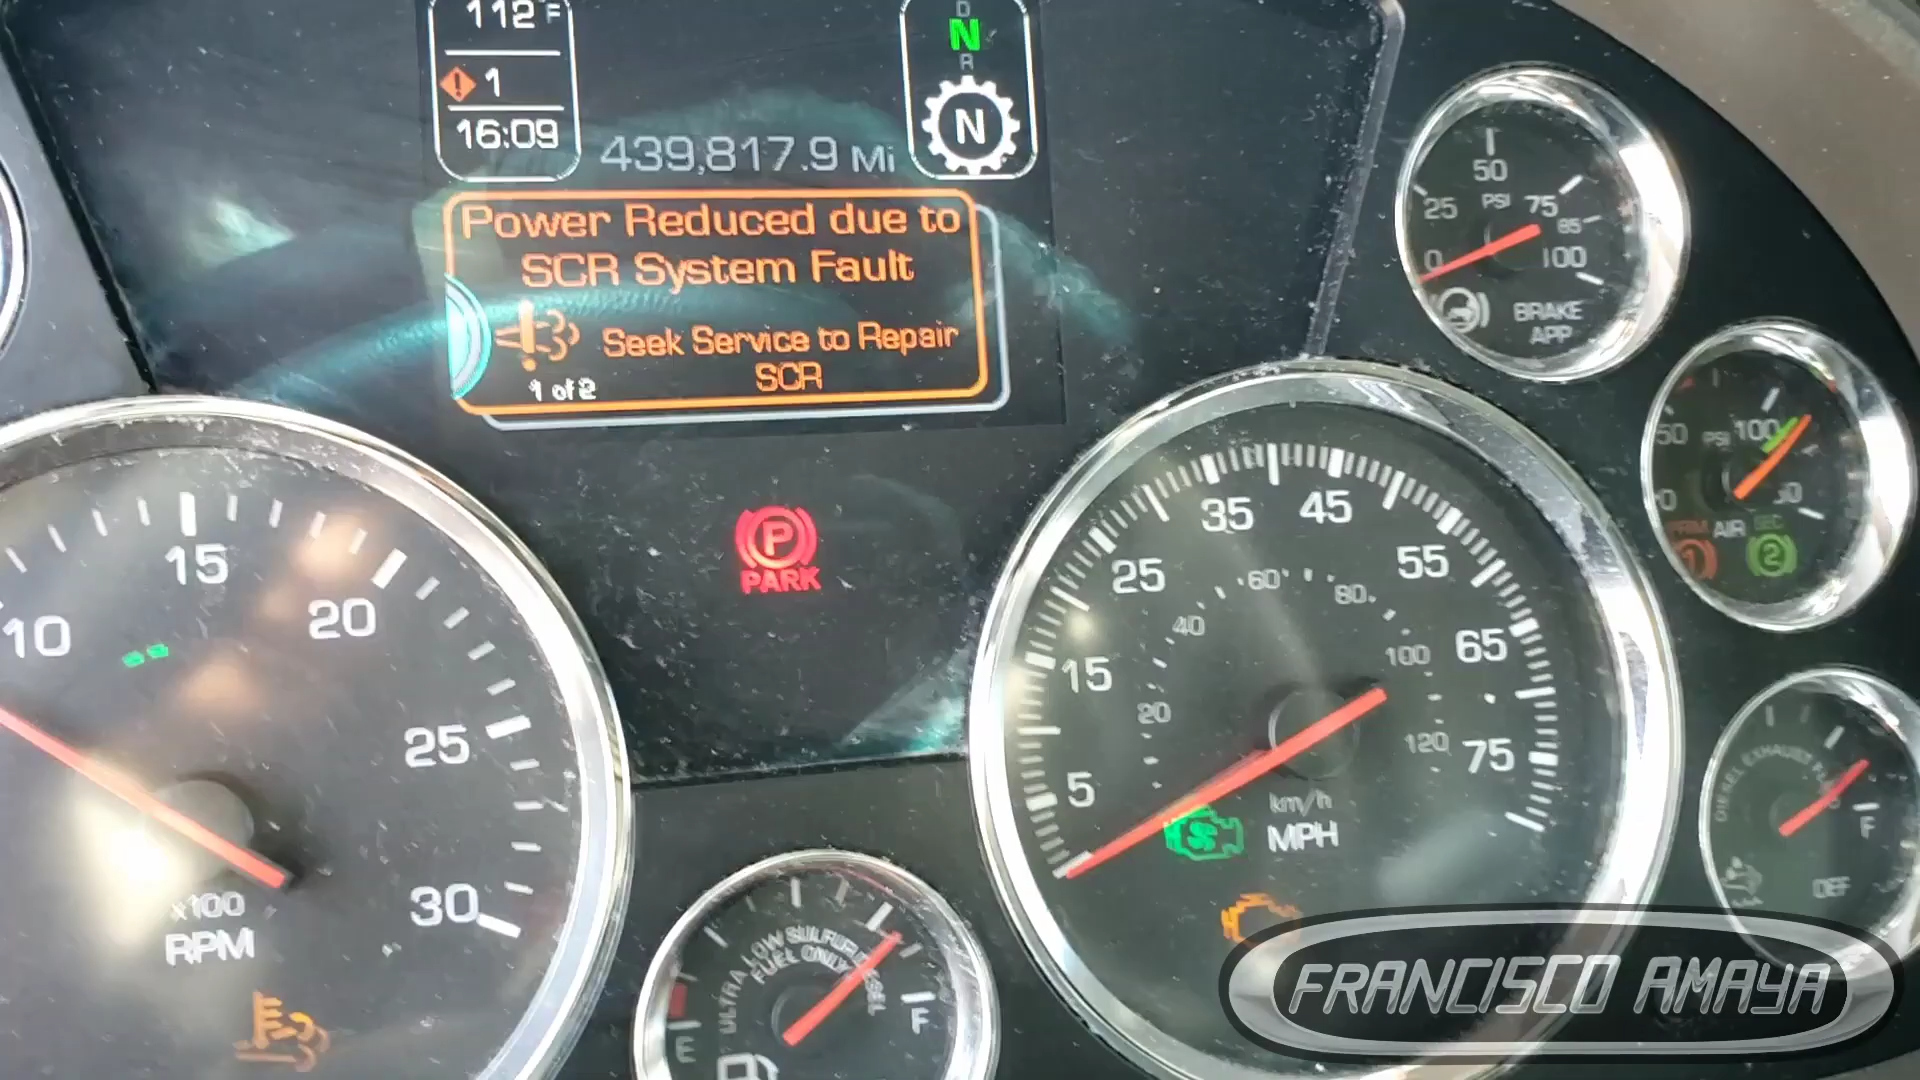 112 F
1
16:09
D
N
R
N
439,817.9 Mi
Power Reduced due to
SCR System Fault
Seek Service to Repair
SCR
1 of 2
0
25
50
75
85
100
PSI
BRAKE
APP
PARK
10
15
20
25
30
x100
RPM
5
15
25
35
45
55
65
75
20
40
60
80
100
120
km/h
MPH
0
50
100
PSI
PRM AIR SEC
1
2
DIESEL EXHAUST
F
DEF
ULTRA LOW SULFUR DIESEL
FUEL ONLY
E
F
FRANCISCO AMAYA